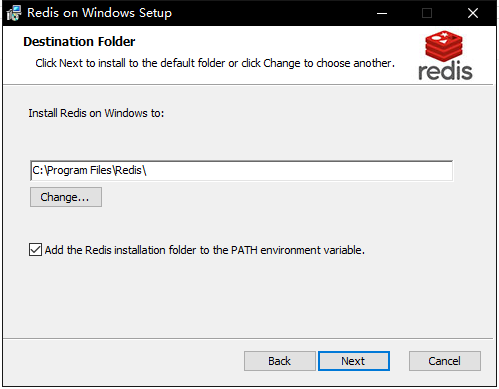 Redis on Windows Setup
Destination Folder
Click Next to install to the default folder or click Change to choose another.
redis
Install Redis on Windows to:
C:\Program Files\Redis\
Change...
Add the Redis installation folder to the PATH environment variable.
Back
Next
Cancel